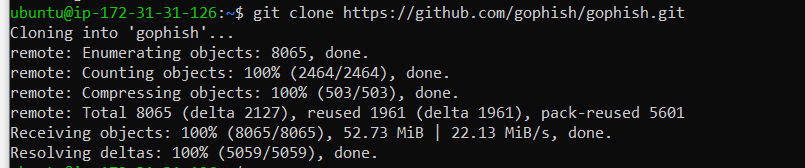 ubuntu@ip-172-31-31-126:~$ git clone https://github.com/gophish/gophish.git
Cloning into 'gophish'...
remote: Enumerating objects: 8065, done.
remote: Counting objects: 100% (2464/2464), done.
remote: Compressing objects: 100% (503/503), done.
remote: Total 8065 (delta 2127), reused 1961 (delta 1961), pack-reused 5601
Receiving objects: 100% (8065/8065), 52.73 MiB | 22.13 MiB/s, done.
Resolving deltas: 100% (5059/5059), done.